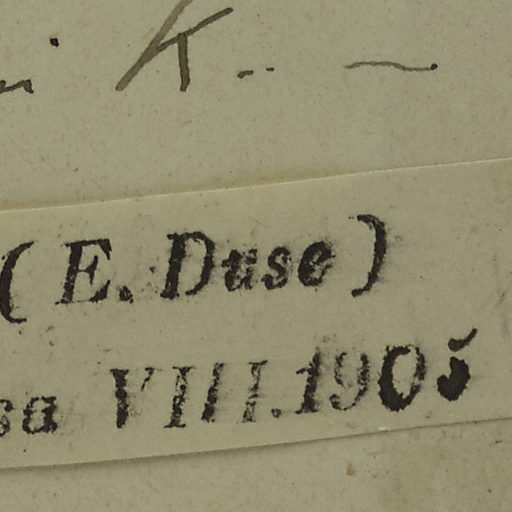 K.
( E. Duse )
sa VIII. 1905